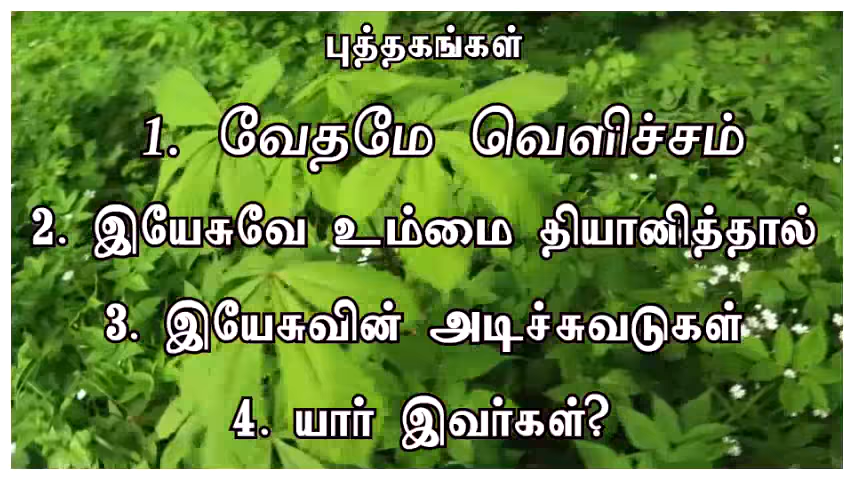 புத்தகங்கள்
1. வேதமே வெளிச்சம்
2. இயேசுவே உம்மை தியானித்தால்
3. இயேசுவின் அடிச்சுவடுகள்
4. யார் இவர்கள்?